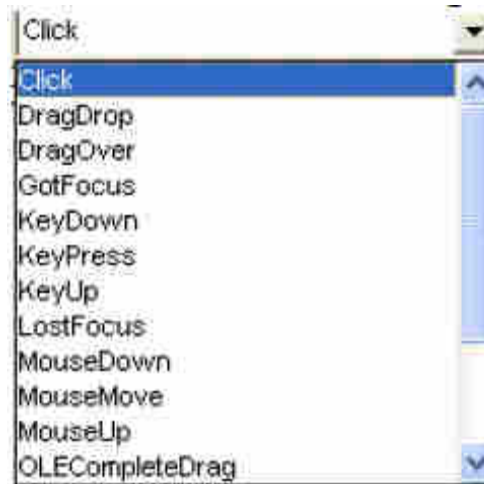 Click
Click
DragDrop
DragOver
GotFocus
KeyDown
KeyPress
KeyUp
LostFocus
MouseDown
MouseMove
MouseUp
OLECompleteDrag